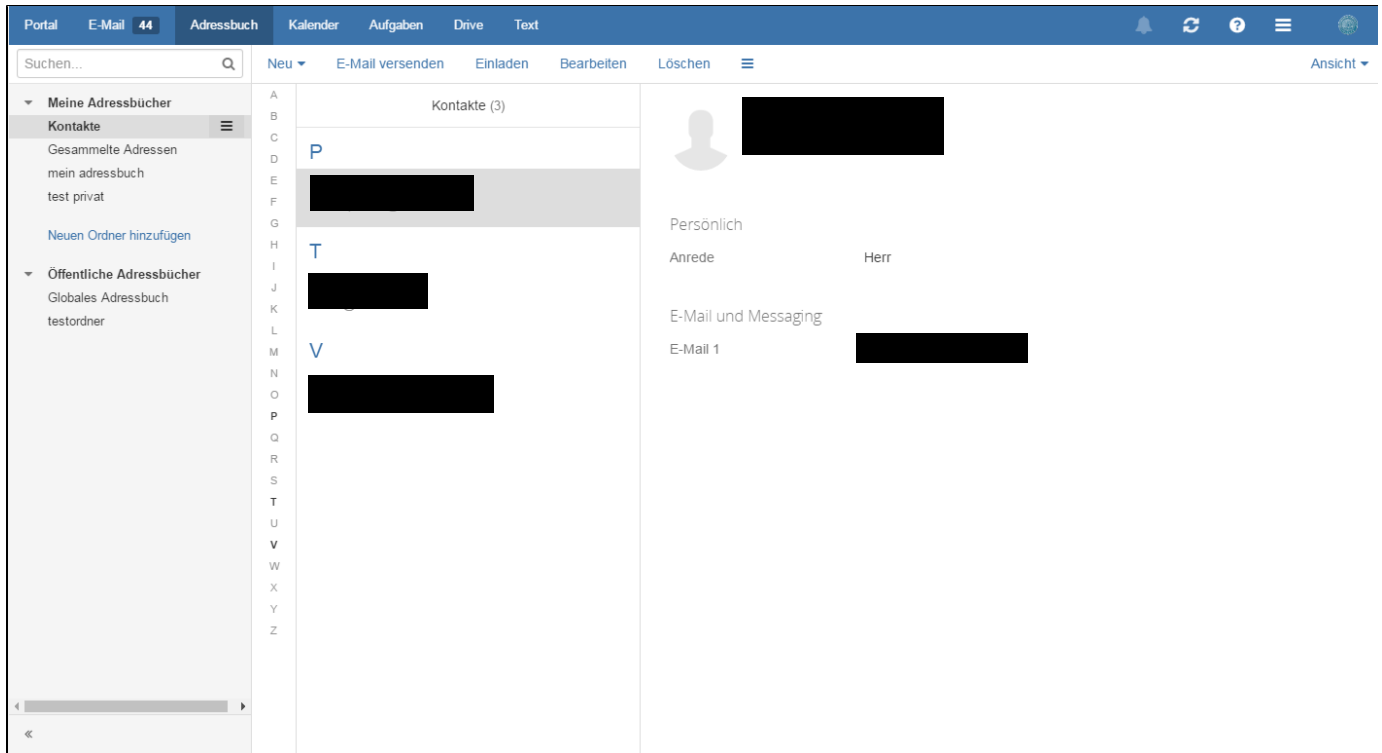 Portal E-Mail 44 Adressbuch Kalender Aufgaben Drive Text
Suchen...
Neu E-Mail versenden Einladen Bearbeiten Löschen Ansicht
Meine Adressbücher
Kontakte
Gesammelte Adressen
mein adressbuch
test privat
Neuen Ordner hinzufügen
Öffentliche Adressbücher
Globales Adressbuch
testordner
A
B
C
D
E
F
G
H
I
J
K
L
M
N
O
P
Q
R
S
T
U
V
W
X
Y
Z
Kontakte (3)
P
T
V
Persönlich
Anrede Herr
E-Mail und Messaging
E-Mail 1